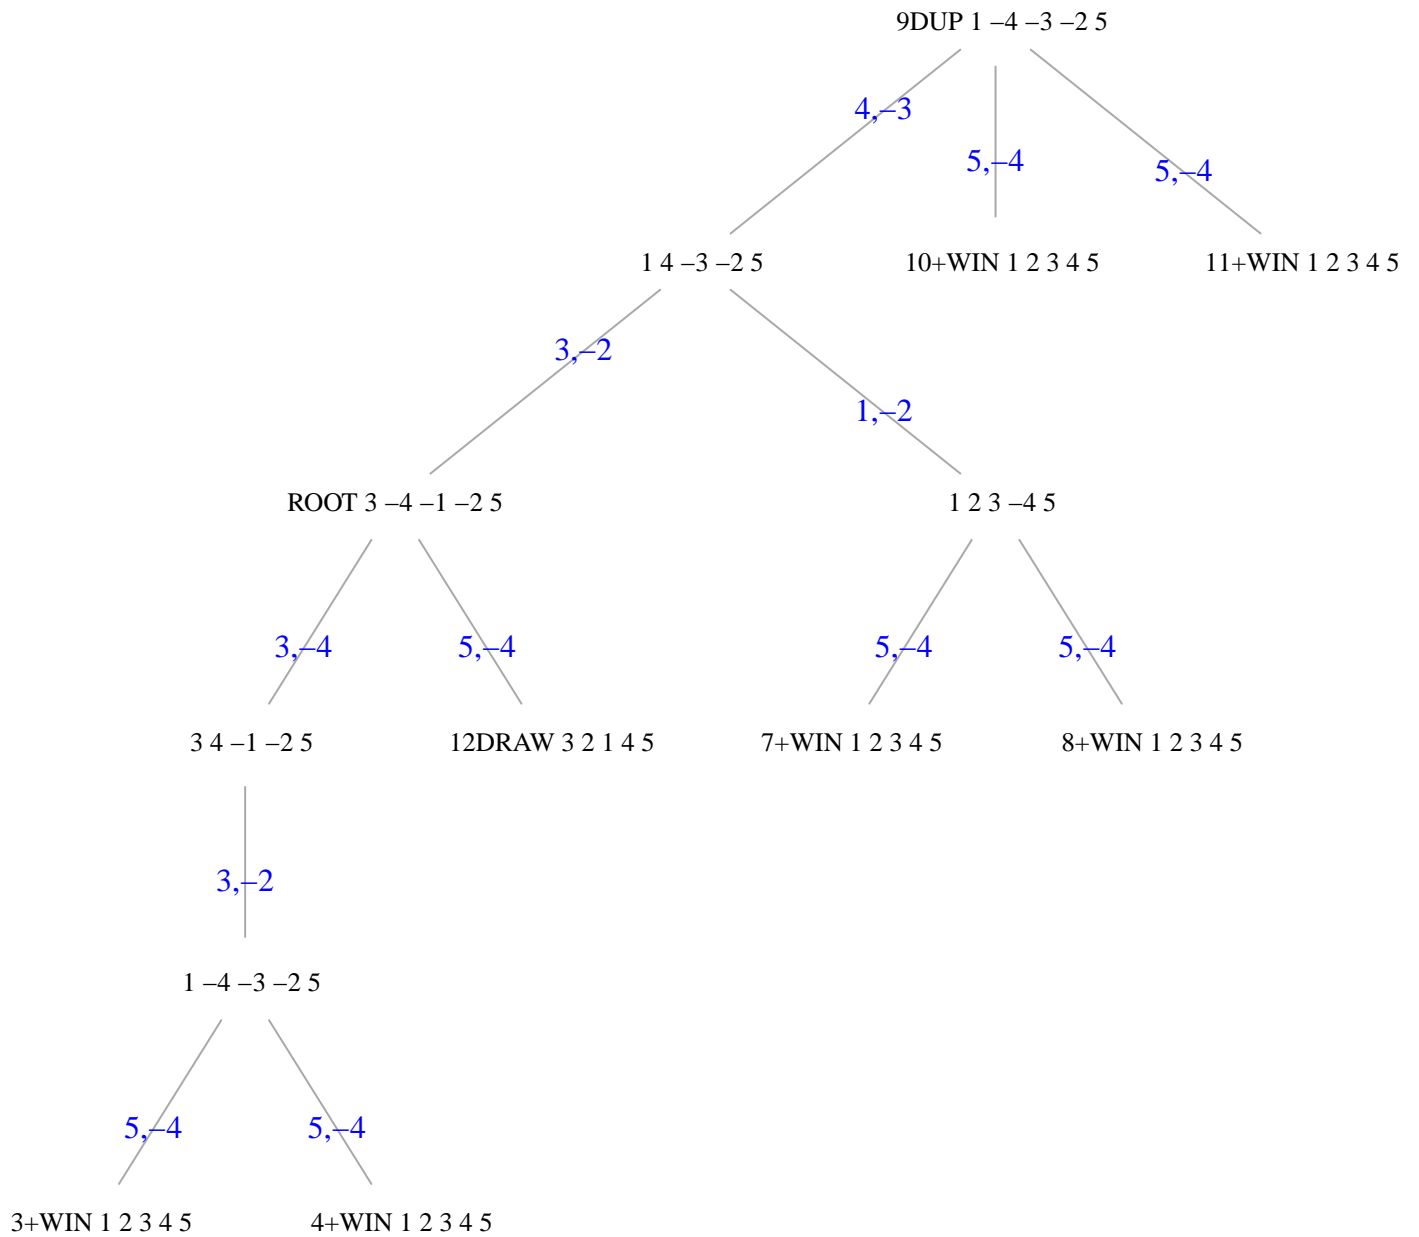 9DUP 1 –4 –3 –2 5
4,–3
5,–4
5,–4
1 4 –3 –2 5
10+WIN 1 2 3 4 5
11+WIN 1 2 3 4 5
3,–2
1,–2
ROOT 3 –4 –1 –2 5
1 2 3 –4 5
3,–4
5,–4
5,–4
5,–4
3 4 –1 –2 5
12DRAW 3 2 1 4 5
7+WIN 1 2 3 4 5
8+WIN 1 2 3 4 5
3,–2
1 –4 –3 –2 5
5,–4
5,–4
3+WIN 1 2 3 4 5
4+WIN 1 2 3 4 5